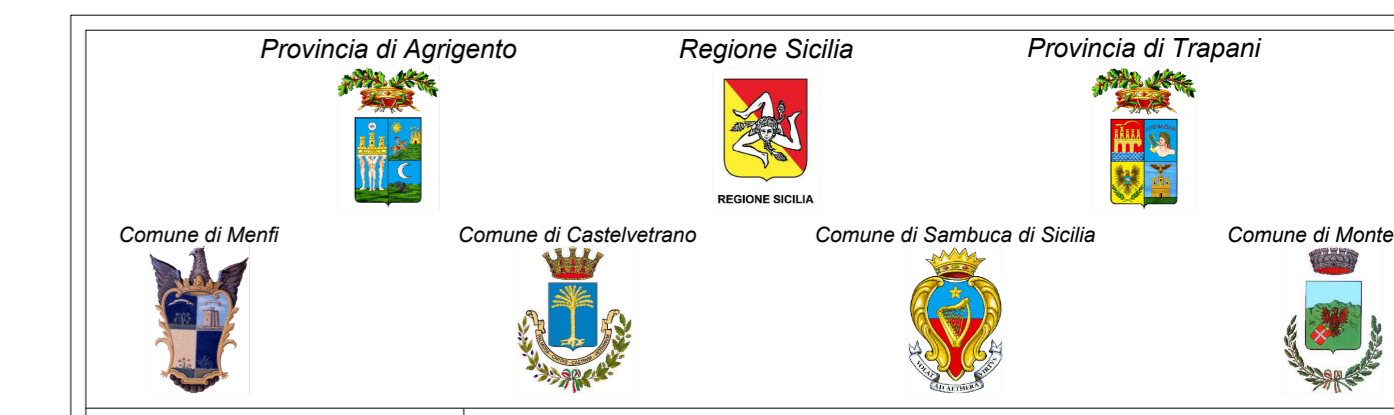 Provincia di Agrigento Regione Sicilia Provincia di Trapani
REGIONE SICILIA
Comune di Menfi Comune di Castelvetrano Comune di Sambuca di Sicilia Comune di Monte
VOLAT AD AETHERA VIRTVS